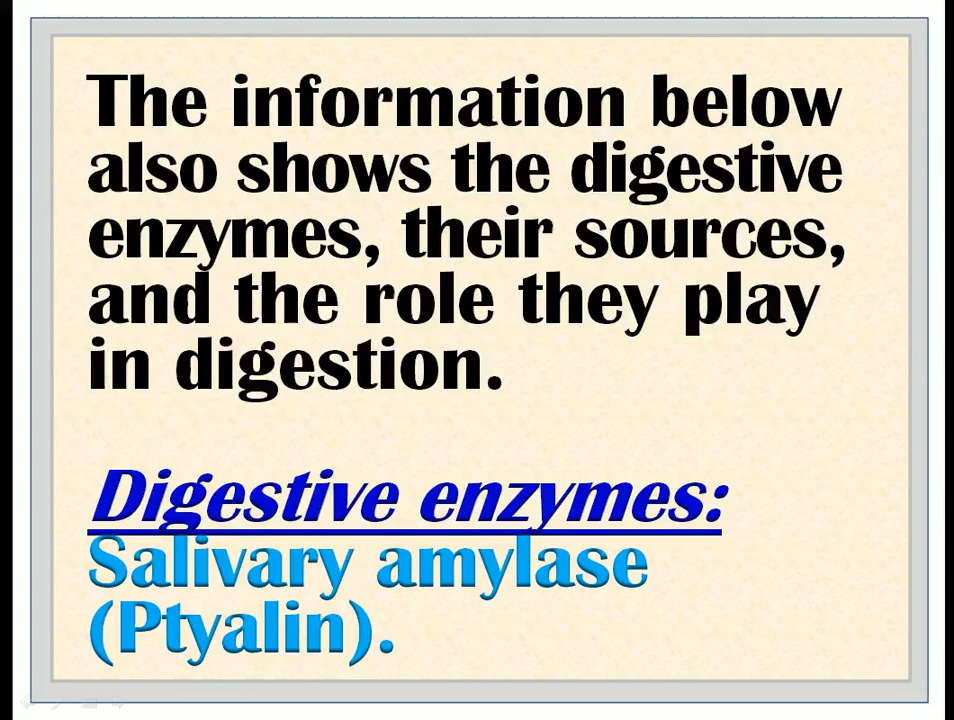 The information below
also shows the digestive
enzymes, their sources,
and the role they play
in digestion.
Digestive enzymes:
Salivary amylase
(Ptyalin).